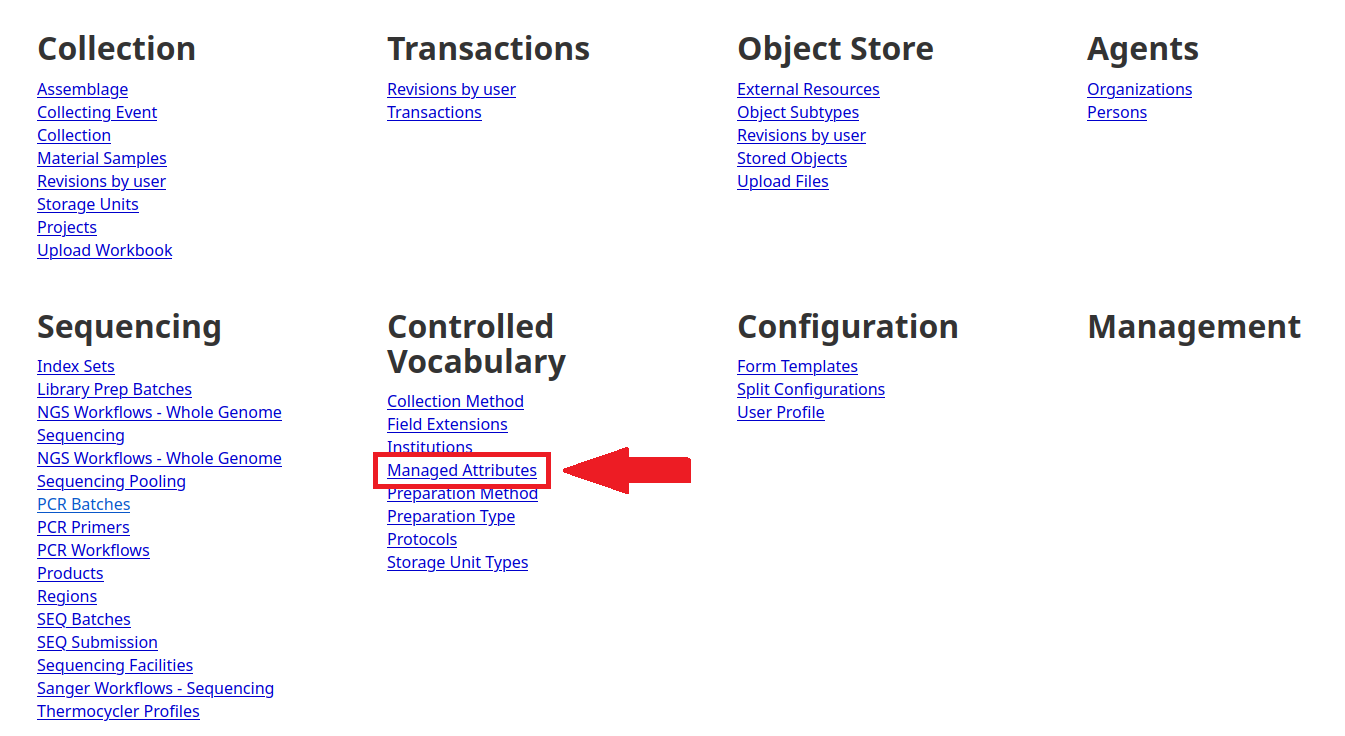 Collection
Assemblage
Collecting Event
Collection
Material Samples
Revisions by user
Storage Units
Projects
Upload Workbook
Transactions
Revisions by user
Transactions
Object Store
External Resources
Object Subtypes
Revisions by user
Stored Objects
Upload Files
Agents
Organizations
Persons
Sequencing
Index Sets
Library Prep Batches
NGS Workflows - Whole Genome
Sequencing
NGS Workflows - Whole Genome
Sequencing Pooling
PCR Batches
PCR Primers
PCR Workflows
Products
Regions
SEQ Batches
SEQ Submission
Sequencing Facilities
Sanger Workflows - Sequencing
Thermocycler Profiles
Controlled
Vocabulary
Collection Method
Field Extensions
Institutions
Managed Attributes
Preparation Method
Preparation Type
Protocols
Storage Unit Types
Configuration
Form Templates
Split Configurations
User Profile
Management